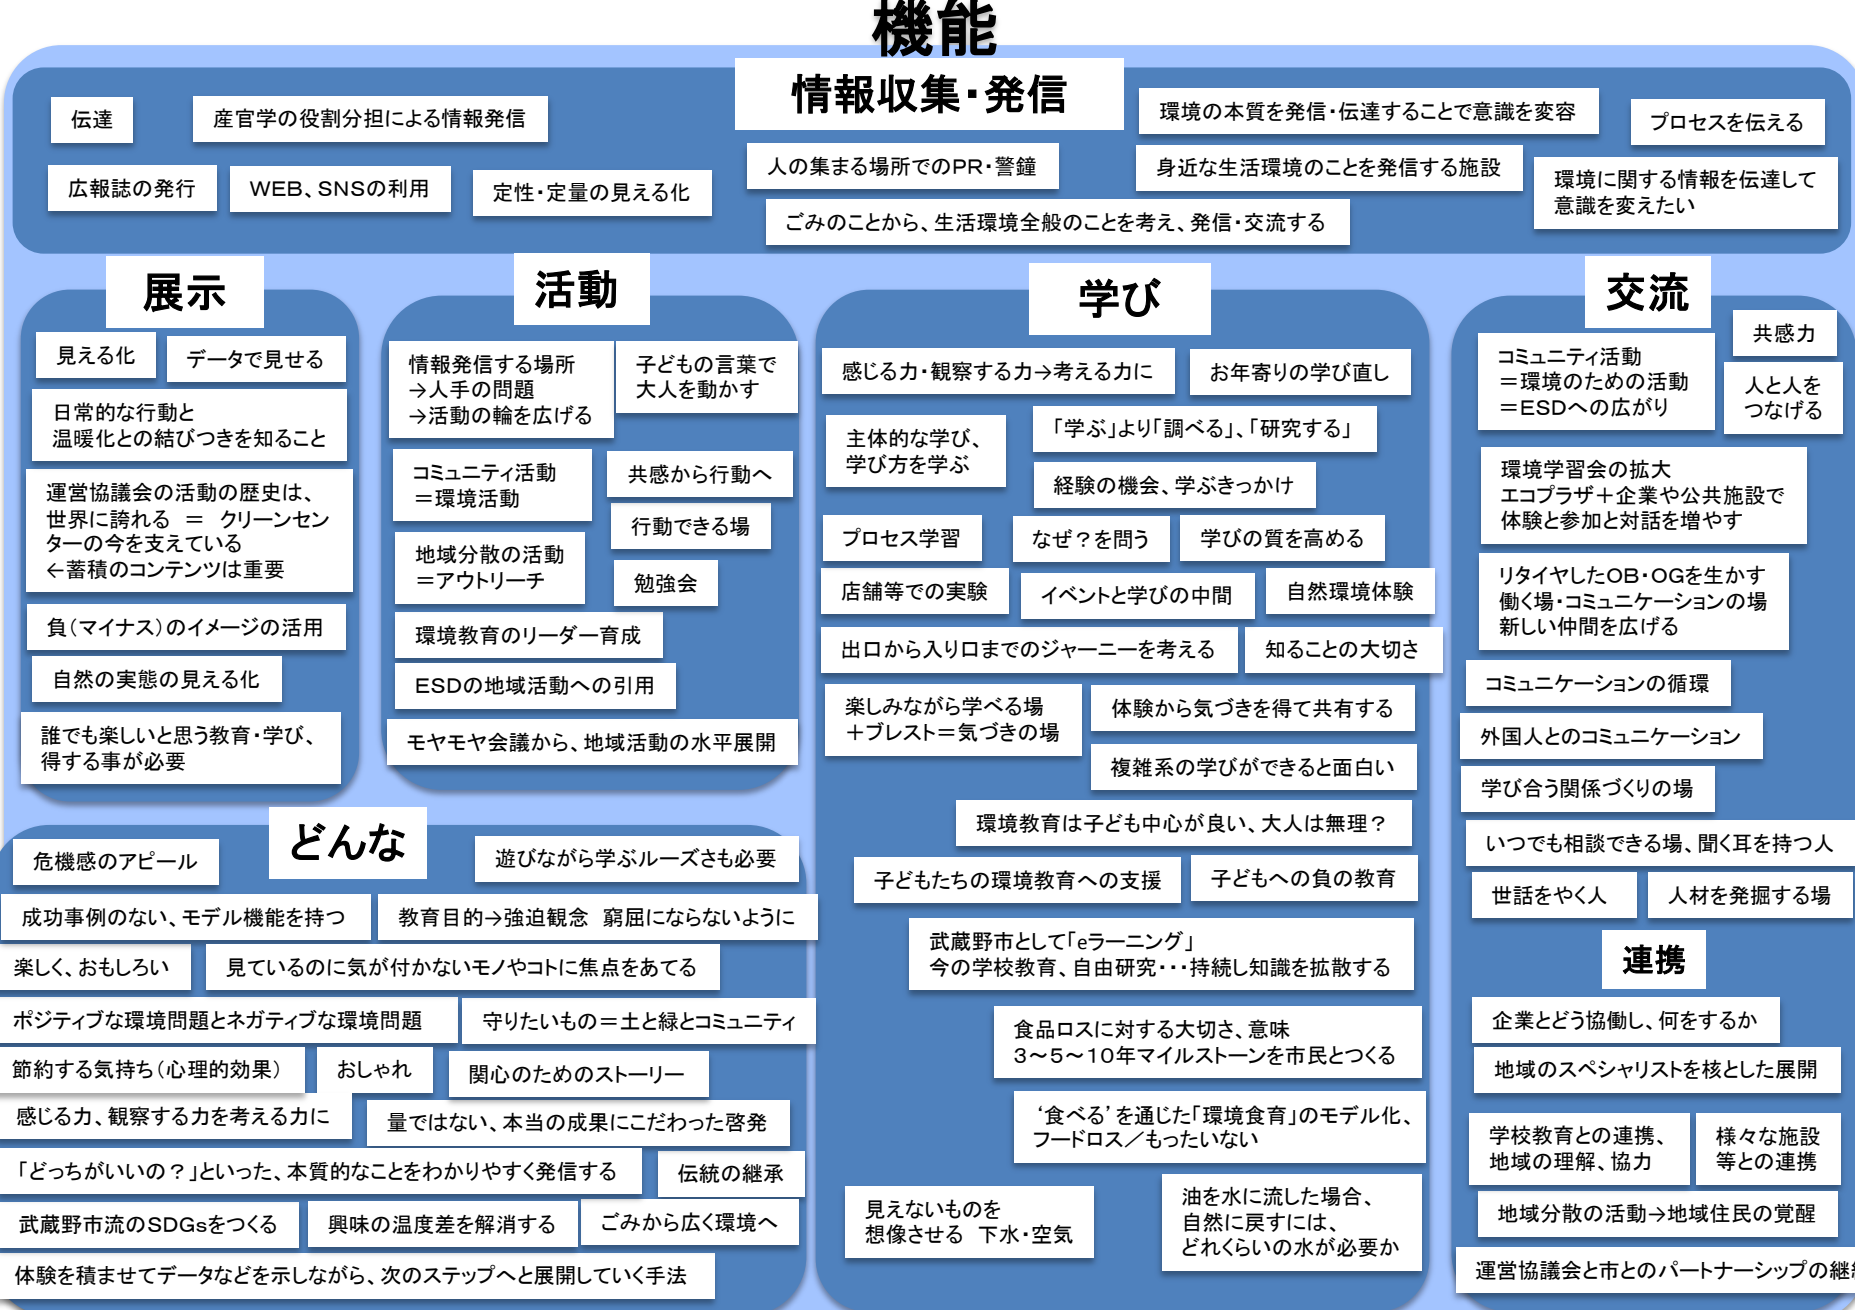 機能
情報収集・発信
伝達
産官学の役割分担による情報発信
環境の本質を発信・伝達することで意識を変容
プロセスを伝える
広報誌の発行
WEB、SNSの利用
定性・定量の見える化
人の集まる場所でのPR・警鐘
身近な生活環境のことを発信する施設
環境に関する情報を伝達して
意識を変えたい
ごみのことから、生活環境全般のことを考え、発信・交流する
展示
見える化
データで見せる
日常的な行動と
温暖化との結びつきを知ること
運営協議会の活動の歴史は、
世界に誇れる ＝ クリーンセン
ターの今を支えている
←蓄積のコンテンツは重要
負（マイナス）のイメージの活用
自然の実態の見える化
誰でも楽しいと思う教育・学び、
得する事が必要
活動
情報発信する場所
→人手の問題
→活動の輪を広げる
子どもの言葉で
大人を動かす
コミュニティ活動
＝環境活動
共感から行動へ
行動できる場
地域分散の活動
＝アウトリーチ
勉強会
環境教育のリーダー育成
ESDの地域活動への引用
モヤモヤ会議から、地域活動の水平展開
学び
感じる力・観察する力→考える力に
お年寄りの学び直し
主体的な学び、
学び方を学ぶ
「学ぶ」より「調べる」、「研究する」
経験の機会、学ぶきっかけ
プロセス学習
なぜ？を問う
学びの質を高める
店舗等での実験
イベントと学びの中間
自然環境体験
出口から入り口までのジャーニーを考える
知ることの大切さ
楽しみながら学べる場
＋ブレスト＝気づきの場
体験から気づきを得て共有する
複雑系の学びができると面白い
環境教育は子ども中心が良い、大人は無理？
子どもたちの環境教育への支援
子どもへの負の教育
武蔵野市として「eラーニング」
今の学校教育、自由研究・・・持続し知識を拡散する
食品ロスに対する大切さ、意味
３～５～１０年マイルストーンを市民とつくる
‘食べる’を通じた「環境食育」のモデル化、
フードロス／もったいない
見えないものを
想像させる 下水・空気
油を水に流した場合、
自然に戻すには、
どれくらいの水が必要か
交流
コミュニティ活動
＝環境のための活動
＝ESDへの広がり
共感力
人と人を
つなげる
環境学習会の拡大
エコプラザ＋企業や公共施設で
体験と参加と対話を増やす
リタイヤしたOB・OGを生かす
働く場・コミュニケーションの場
新しい仲間を広げる
コミュニケーションの循環
外国人とのコミュニケーション
学び合う関係づくりの場
いつでも相談できる場、聞く耳を持つ人
世話をやく人
人材を発掘する場
連携
企業とどう協働し、何をするか
地域のスペシャリストを核とした展開
学校教育との連携、
地域の理解、協力
様々な施設
等との連携
地域分散の活動→地域住民の覚醒
運営協議会と市とのパートナーシップの継
どんな
危機感のアピール
遊びながら学ぶルーズさも必要
成功事例のない、モデル機能を持つ
教育目的→強迫観念 窮屈にならないように
楽しく、おもしろい
見ているのに気が付かないモノやコトに焦点をあてる
ポジティブな環境問題とネガティブな環境問題
守りたいもの＝土と緑とコミュニティ
節約する気持ち（心理的効果）
おしゃれ
関心のためのストーリー
感じる力、観察する力を考える力に
量ではない、本当の成果にこだわった啓発
「どっちがいいの？」といった、本質的なことをわかりやすく発信する
伝統の継承
武蔵野市流のSDGsをつくる
興味の温度差を解消する
ごみから広く環境へ
体験を積ませてデータなどを示しながら、次のステップへと展開していく手法